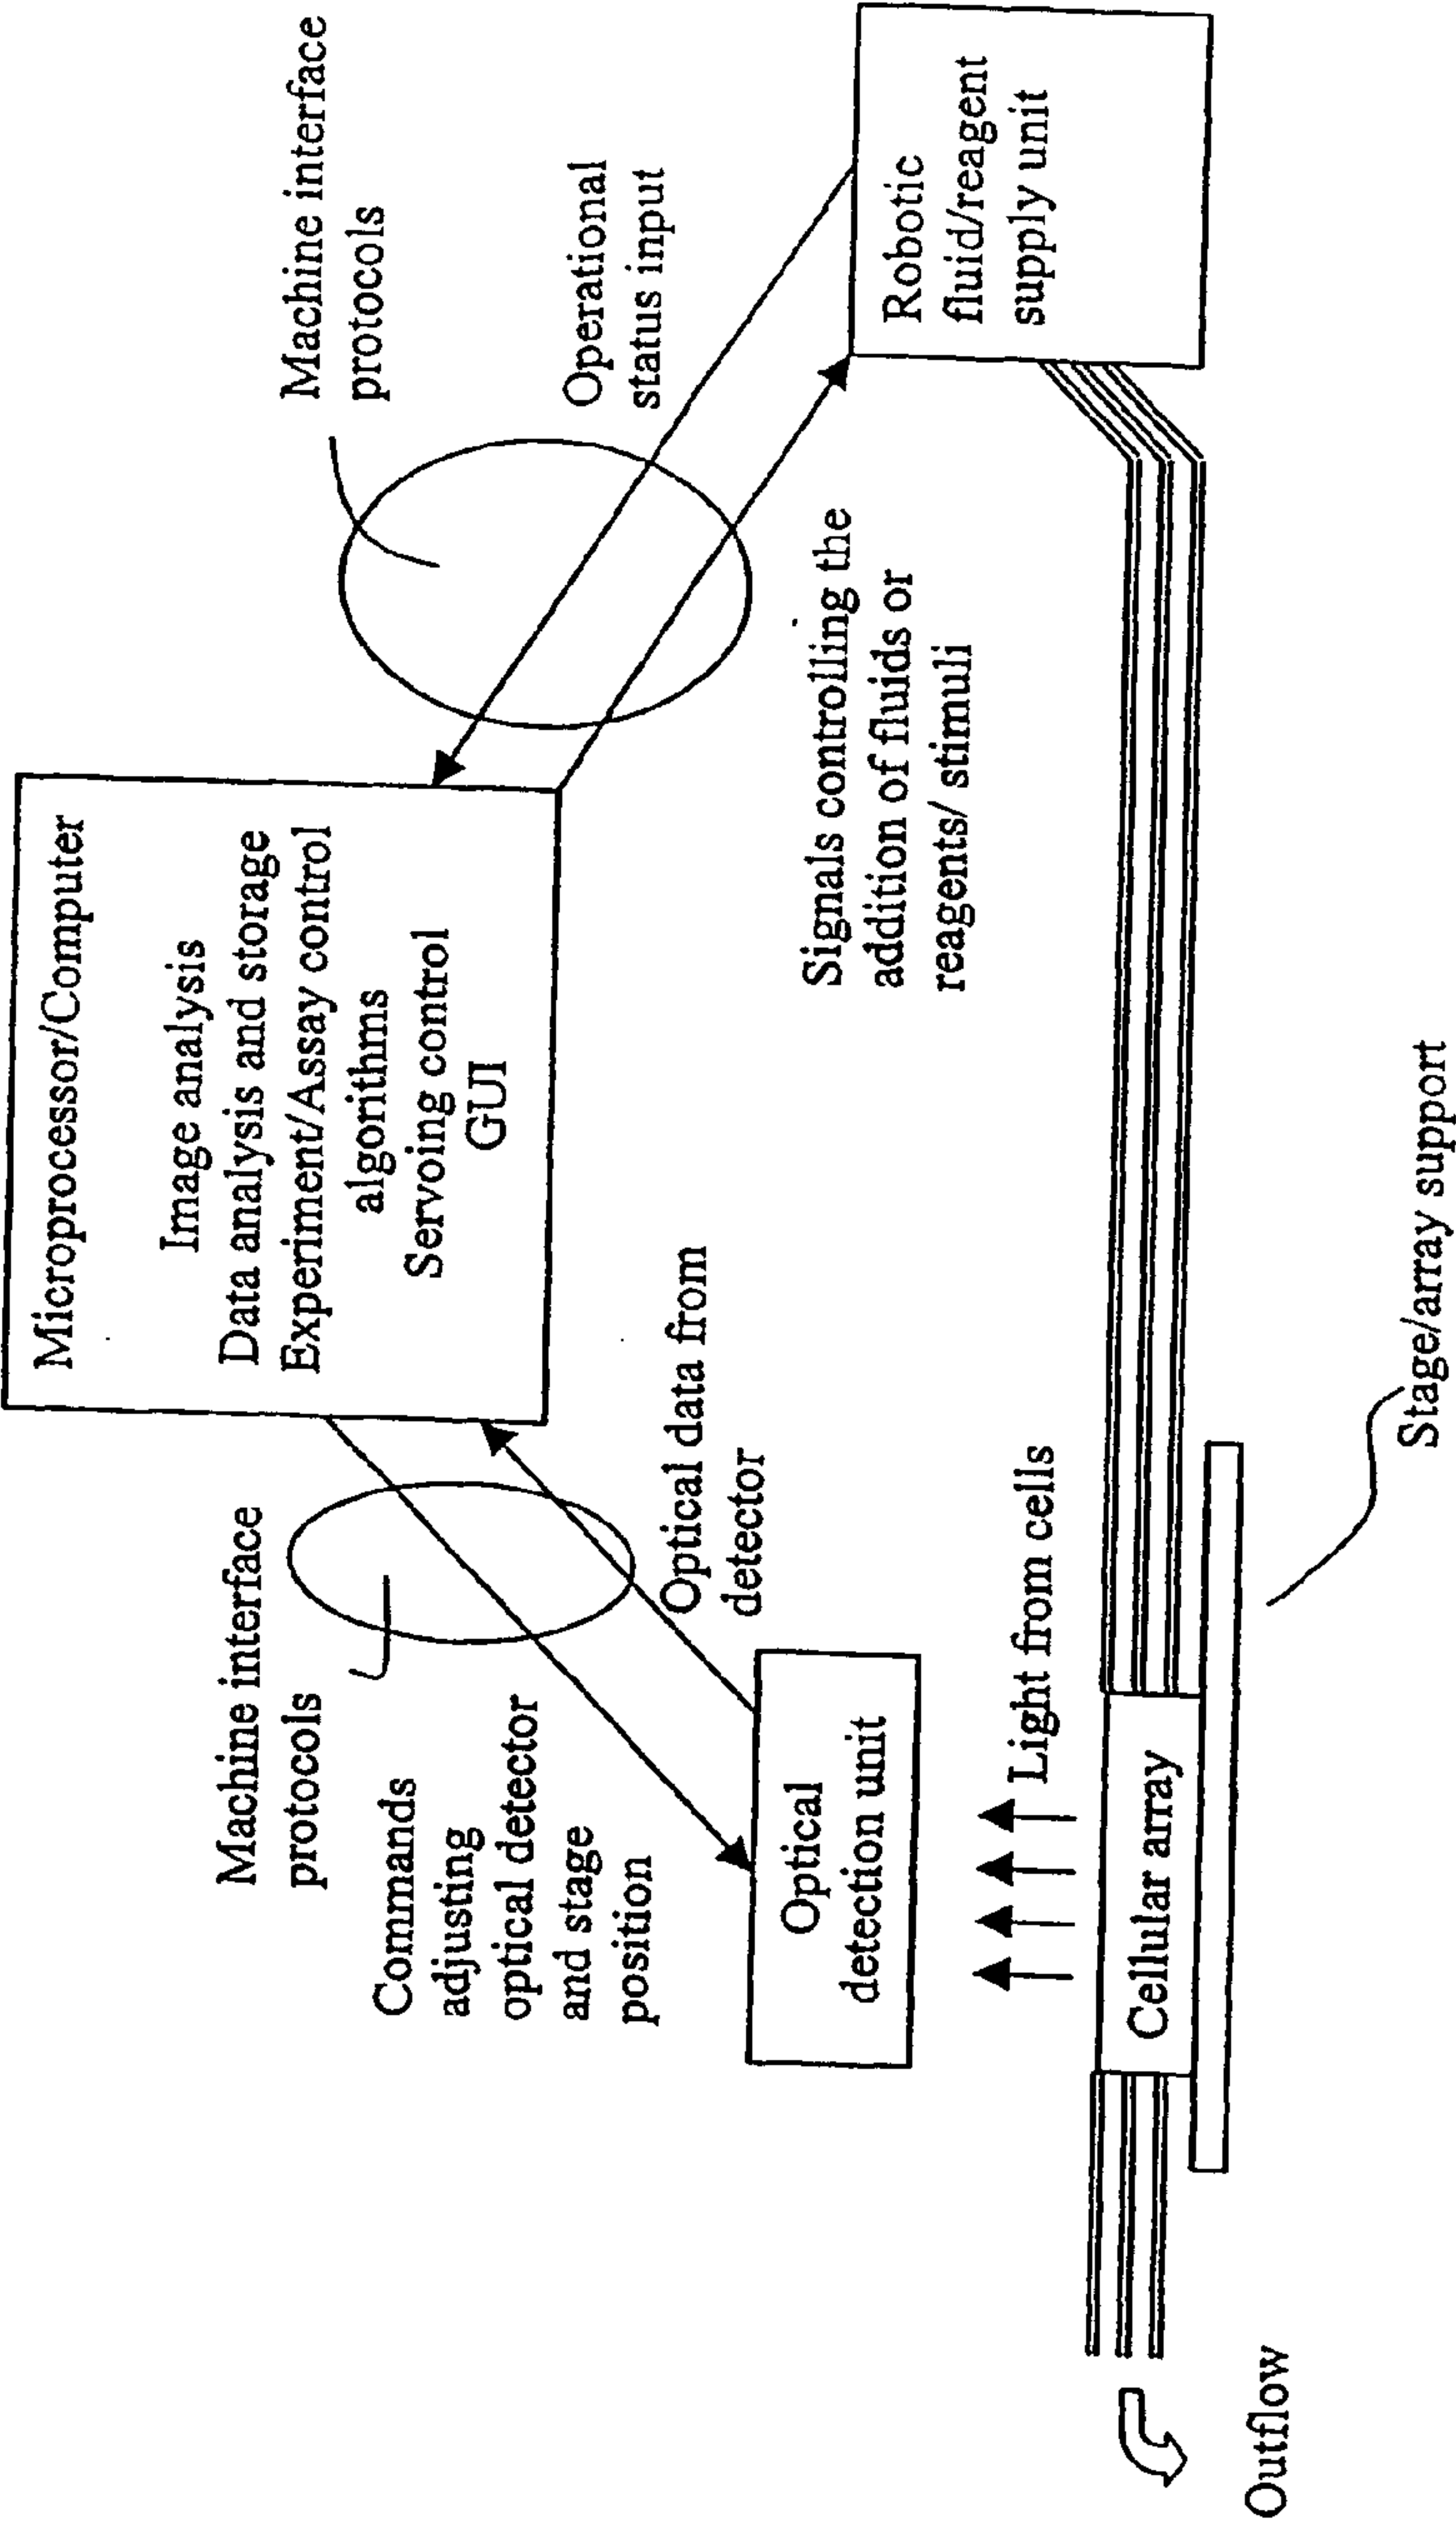 Microprocessor/Computer
Image analysis
Data analysis and storage
Experiment/Assay control
algorithms
Servoing control
GUI
Machine interface
protocols
Machine interface
protocols
Commands
adjusting
optical detector
and stage
position
Optical data from
detector
Operational
status input
Signals controlling the
addition of fluids or
reagents/ stimuli
Optical
detection unit
Robotic
fluid/reagent
supply unit
Light from cells
Cellular array
Outflow
Stage/array support